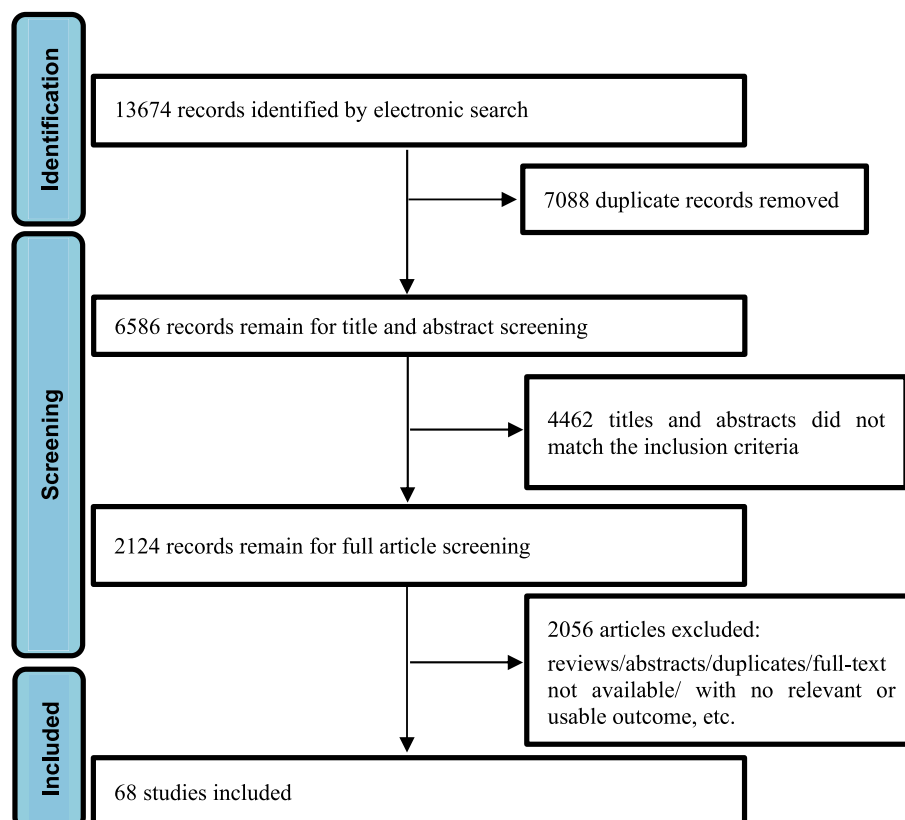 Identification
13674 records identified by electronic search
7088 duplicate records removed
Screening
6586 records remain for title and abstract screening
4462 titles and abstracts did not
match the inclusion criteria
2124 records remain for full article screening
2056 articles excluded:
reviews/abstracts/duplicates/full-text
not available/ with no relevant or
usable outcome, etc.
Included
68 studies included